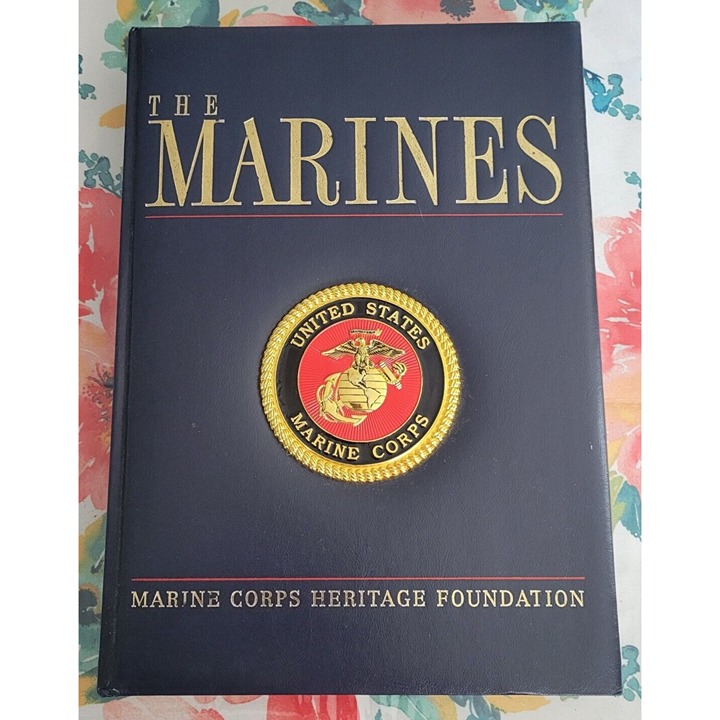 THE
MARINES
UNITED STATES
MARINE CORPS
MARINE CORPS HERITAGE FOUNDATION